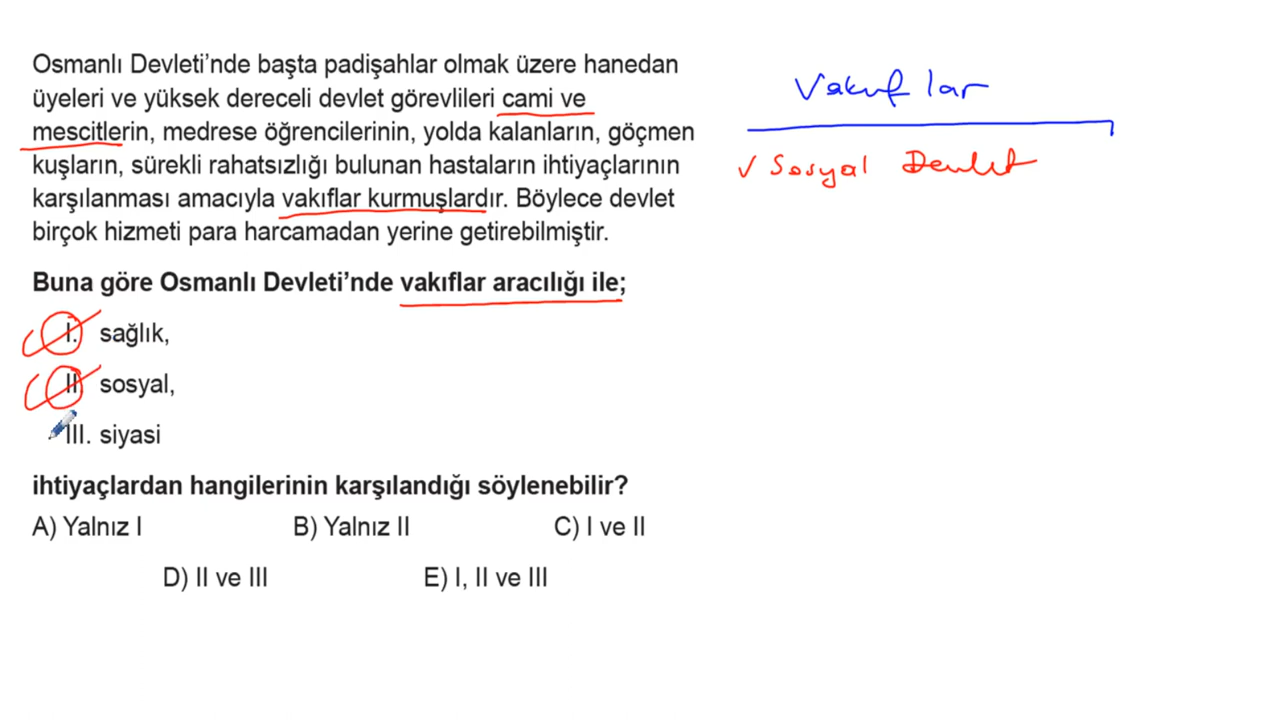 Osmanlı Devleti’nde başta padişahlar olmak üzere hanedan
üyeleri ve yüksek dereceli devlet görevlileri cami ve
mescitlerin, medrese öğrencilerinin, yolda kalanların, göçmen
kuşların, sürekli rahatsızlığı bulunan hastaların ihtiyaçlarının
karşılanması amacıyla vakıflar kurmuşlardır. Böylece devlet
birçok hizmeti para harcamadan yerine getirebilmiştir.
Buna göre Osmanlı Devleti’nde vakıflar aracılığı ile;
I. sağlık,
II. sosyal,
III. siyasi
ihtiyaçlardan hangilerinin karşılandığı söylenebilir?
A) Yalnız I B) Yalnız II C) I ve II
D) II ve III E) I, II ve III
Vakıflar
✓ Sosyal Devlet